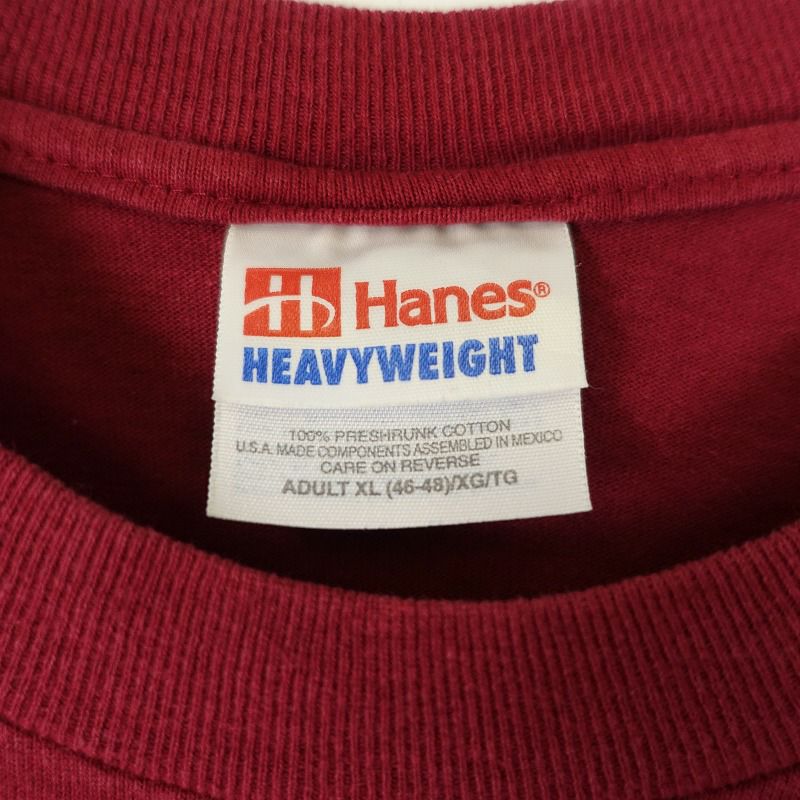 H Hanes®
HEAVYWEIGHT
100% PRESHRUNK COTTON
U.S.A. MADE COMPONENTS ASSEMBLED IN MEXICO
CARE ON REVERSE
ADULT XL (46-48)/XG/TG